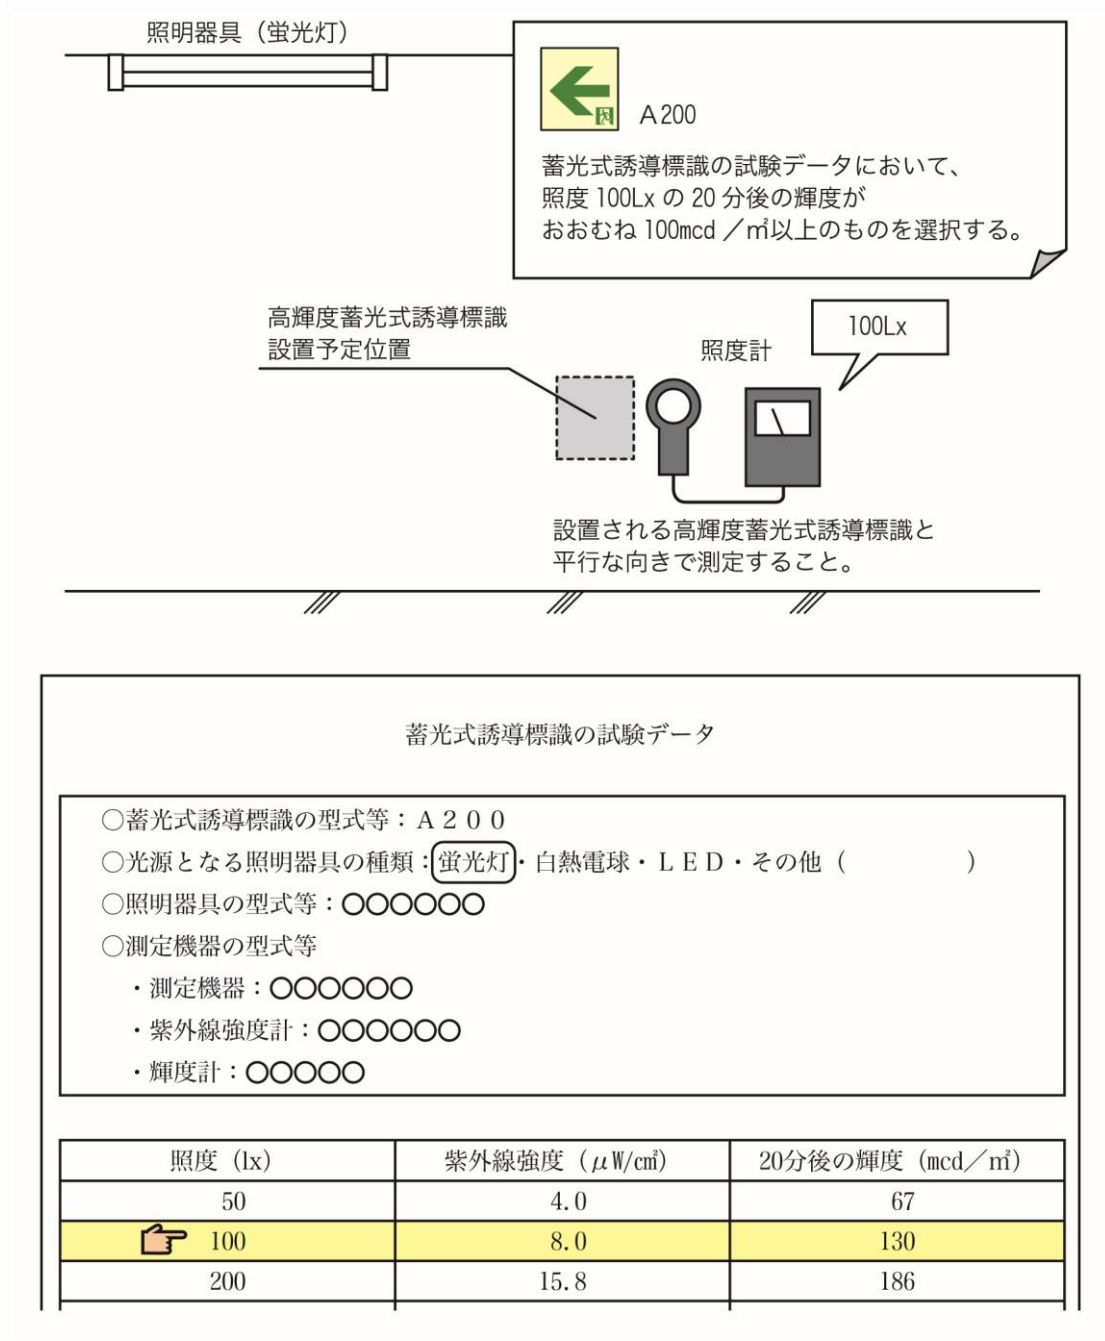 照明器具（蛍光灯）
A200
蓄光式誘導標識の試験データにおいて、
照度 100Lx の 20 分後の輝度が
おおむね 100mcd ／㎡以上のものを選択する。
高輝度蓄光式誘導標識
設置予定位置
照度計
100Lx
設置される高輝度蓄光式誘導標識と
平行な向きで測定すること。
蓄光式誘導標識の試験データ
○蓄光式誘導標識の型式等：Ａ２００
○光源となる照明器具の種類：蛍光灯・白熱電球・ＬＥＤ・その他（　　　　　）
○照明器具の型式等：○○○○○○
○測定機器の型式等
・測定機器：○○○○○○
・紫外線強度計：○○○○○○
・輝度計：○○○○○
照度（lx） 紫外線強度（μW/c㎡） 20分後の輝度（mcd／㎡）
50 4.0 67
100 8.0 130
200 15.8 186